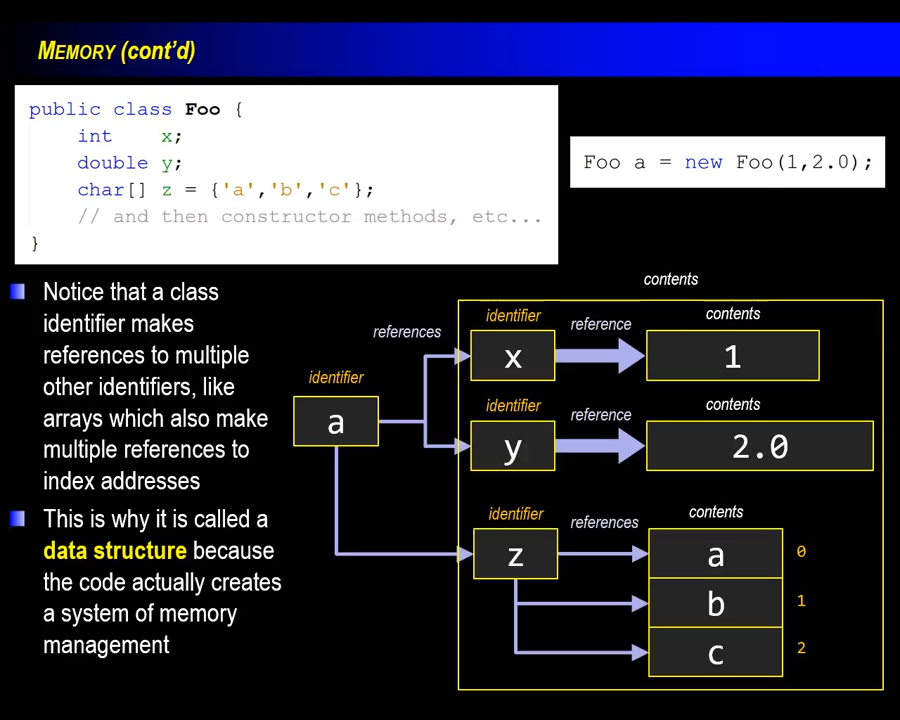 MEMORY (cont'd)
public class Foo {
int x;
double y;
char[] z = {'a','b','c'};
// and then constructor methods, etc...
}
Foo a = new Foo(1,2.0);
Notice that a class
identifier makes
references to multiple
other identifiers, like
arrays which also make
multiple references to
index addresses
This is why it is called a
data structure because
the code actually creates
a system of memory
management
contents
identifier
a
references
identifier
reference
contents
x
1
identifier
reference
contents
y
2.0
identifier
references
contents
z
a 0
b 1
c 2